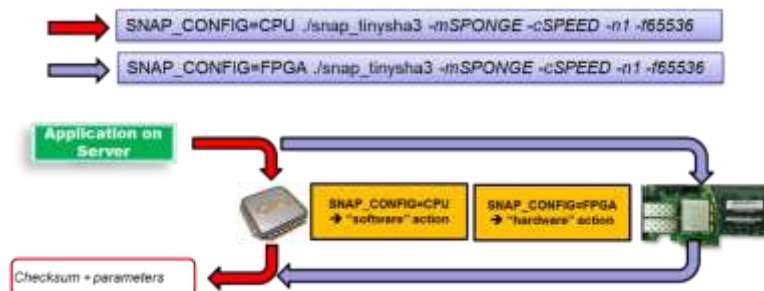 SNAP_CONFIG=CPU ./snap_tinysha3 -mSPONGE -cSPEED -n1 -f65536
SNAP_CONFIG=FPGA ./snap_tinysha3 -mSPONGE -cSPEED -n1 -f65536
Application on
Server
SNAP_CONFIG=CPU
➔ "software" action
SNAP_CONFIG=FPGA
➔ "hardware" action
Checksum + parameters